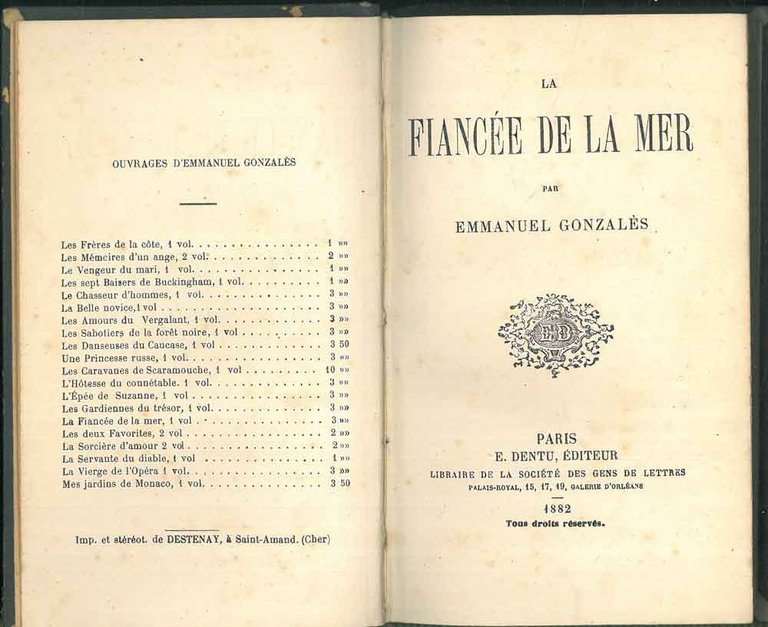 OUVRAGES D'EMMANUEL GONZALÈS
Les Frères de la côte, 1 vol. . . . . . . . . . . . . . . . 1 »»
Les Mémoires d'un ange, 2 vol. . . . . . . . . . . . . . 2 »»
Le Vengeur du mari, 1 vol. . . . . . . . . . . . . . . . 1 »»
Les sept Baisers de Buckingham, 1 vol. . . . . . . . . . 1 »»
Le Chasseur d'hommes, 1 vol. . . . . . . . . . . . . . . 3 »»
La Belle novice, 1 vol . . . . . . . . . . . . . . . . . 3 »»
Les Amours du Vergalant, 1 vol. . . . . . . . . . . . . 3 »»
Les Sabotiers de la forêt noire, 1 vol . . . . . . . . . 3 »»
Les Danseuses du Caucase, 1 vol . . . . . . . . . . . . 3 50
Une Princesse russe, 1 vol. . . . . . . . . . . . . . . 3 »»
Les Caravanes de Scaramouche, 1 vol . . . . . . . . . 10 »»
L'Hôtesse du connétable. 1 vol. . . . . . . . . . . . . 3 »»
L'Épée de Suzanne, 1 vol . . . . . . . . . . . . . . . 3 »»
Les Gardiennes du trésor, 1 vol. . . . . . . . . . . . . 3 »»
La Fiancée de la mer, 1 vol . . . . . . . . . . . . . . 3 »»
Les deux Favorites, 2 vol . . . . . . . . . . . . . . . 2 »»
La Sorcière d'amour 2 vol . . . . . . . . . . . . . . . 2 »»
La Servante du diable, 1 vol . . . . . . . . . . . . . . 1 »»
La Vierge de l'Opéra 1 vol. . . . . . . . . . . . . . . 3 »»
Mes jardins de Monaco, 1 vol. . . . . . . . . . . . . . 3 50
Imp. et stéréot. de DESTENAY, à Saint-Amand. (Cher)
LA
FIANCÉE DE LA MER
PAR
EMMANUEL GONZALÈS
ED
PARIS
E. DENTU, ÉDITEUR
LIBRAIRE DE LA SOCIÉTÉ DES GENS DE LETTRES
PALAIS-ROYAL, 15, 17, 19, GALERIE D'ORLÉANS
1882
Tous droits réservés.